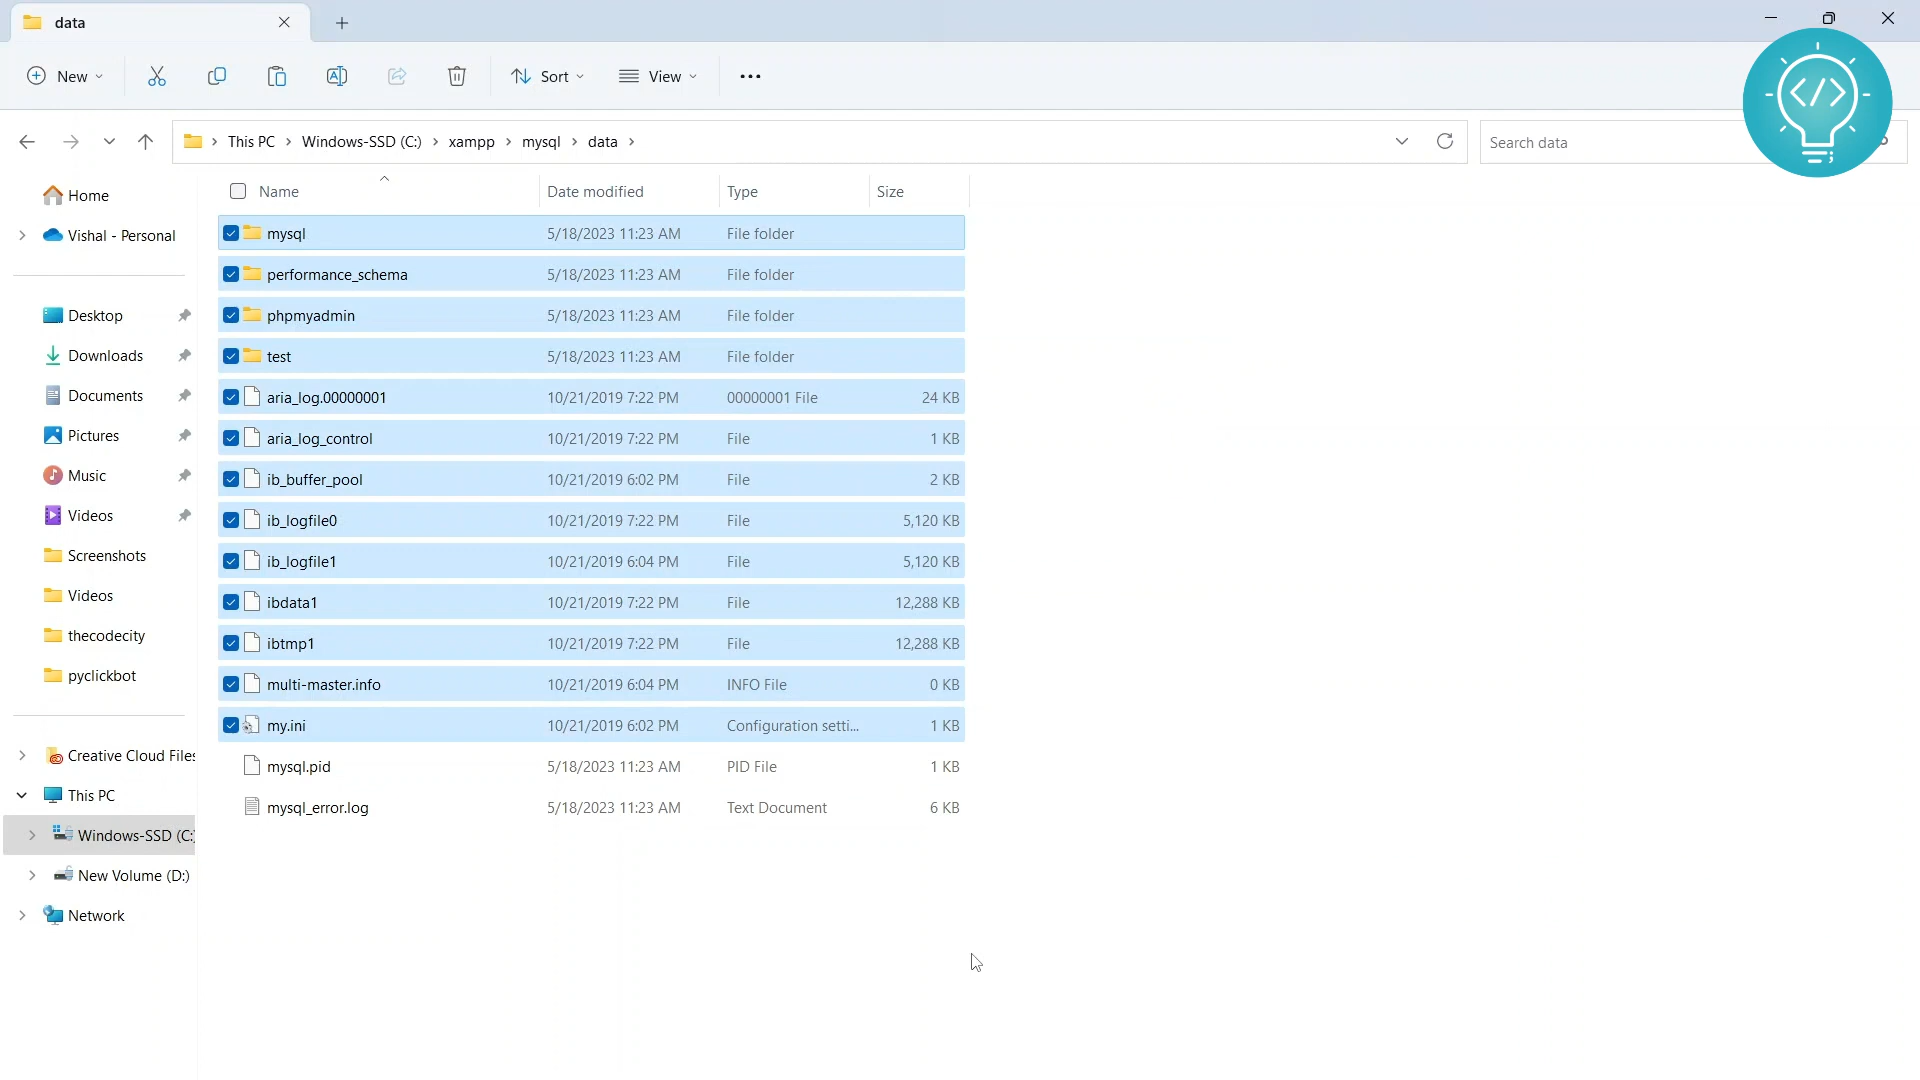 data
New
Sort
View
This PC > Windows-SSD (C:) > xampp > mysql > data >
Search data
Home
Vishal - Personal
Desktop
Downloads
Documents
Pictures
Music
Videos
Screenshots
Videos
thecodecity
pyclickbot
Creative Cloud Files
This PC
Windows-SSD (C:)
New Volume (D:)
Network
Name Date modified Type Size
mysql 5/18/2023 11:23 AM File folder
performance_schema 5/18/2023 11:23 AM File folder
phpmyadmin 5/18/2023 11:23 AM File folder
test 5/18/2023 11:23 AM File folder
aria_log.00000001 10/21/2019 7:22 PM 00000001 File 24 KB
aria_log_control 10/21/2019 7:22 PM File 1 KB
ib_buffer_pool 10/21/2019 6:02 PM File 2 KB
ib_logfile0 10/21/2019 7:22 PM File 5,120 KB
ib_logfile1 10/21/2019 6:04 PM File 5,120 KB
ibdata1 10/21/2019 7:22 PM File 12,288 KB
ibtmp1 10/21/2019 7:22 PM File 12,288 KB
multi-master.info 10/21/2019 6:04 PM INFO File 0 KB
my.ini 10/21/2019 6:02 PM Configuration setti... 1 KB
mysql.pid 5/18/2023 11:23 AM PID File 1 KB
mysql_error.log 5/18/2023 11:23 AM Text Document 6 KB